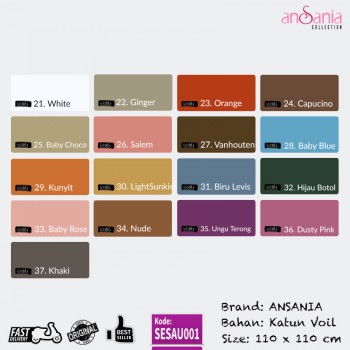 anSania
COLLECTION
21. White
22. Ginger
23. Orange
24. Capucino
25. Baby Choco
26. Salem
27. Vanhouten
28. Baby Blue
29. Kunyit
30. LightSunkis
31. Biru Levis
32. Hijau Botol
33. Baby Rose
34. Nude
35. Ungu Terong
36. Dusty Pink
37. Khaki
FAST
ORIGINAL
BEST
SELLER
Kode:
SESAU001
Brand: ANSANIA
Bahan: Katun Voil
Size: 110 x 110 cm